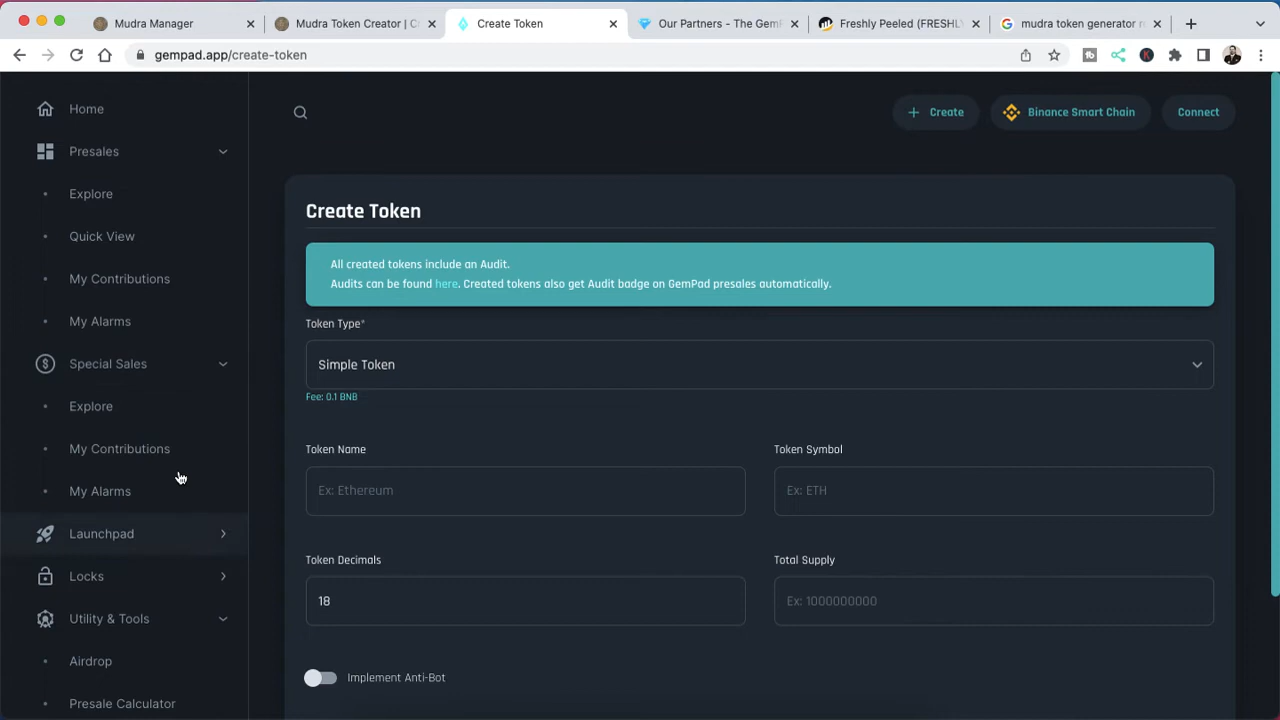 Mudra Manager
Mudra Token Creator | C
Create Token
Our Partners - The GemP
Freshly Peeled (FRESHLY
mudra token generator r
gempad.app/create-token
Home
Presales
Explore
Quick View
My Contributions
My Alarms
Special Sales
Explore
My Contributions
My Alarms
Launchpad
Locks
Utility & Tools
Airdrop
Presale Calculator
Create
Binance Smart Chain
Connect
Create Token
All created tokens include an Audit.
Audits can be found here. Created tokens also get Audit badge on GemPad presales automatically.
Token Type*
Simple Token
Fee: 0.1 BNB
Token Name
Token Symbol
Ex: Ethereum
Ex: ETH
Token Decimals
Total Supply
18
Ex: 1000000000
Implement Anti-Bot